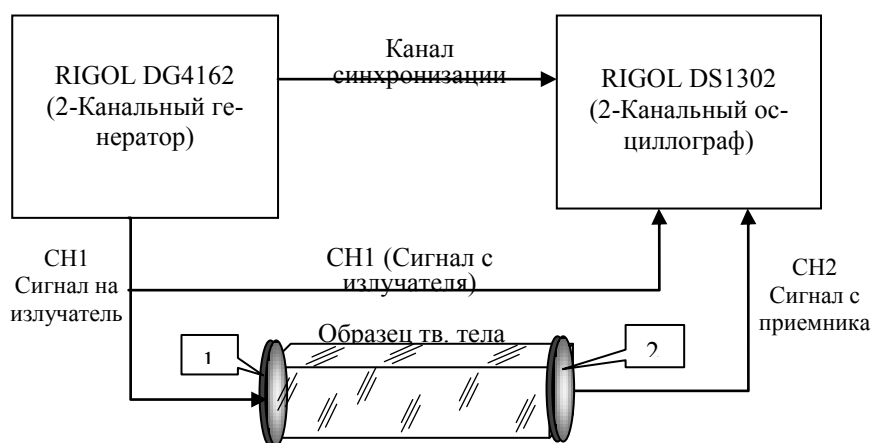 RIGOL DG4162
(2-Канальный ге-
нератор)
Канал
синхронизации
RIGOL DS1302
(2-Канальный ос-
циллограф)
CH1
Сигнал на
излучатель
CH1 (Сигнал с
излучателя)
CH2
Сигнал с
приемника
Образец тв. тела
1
2